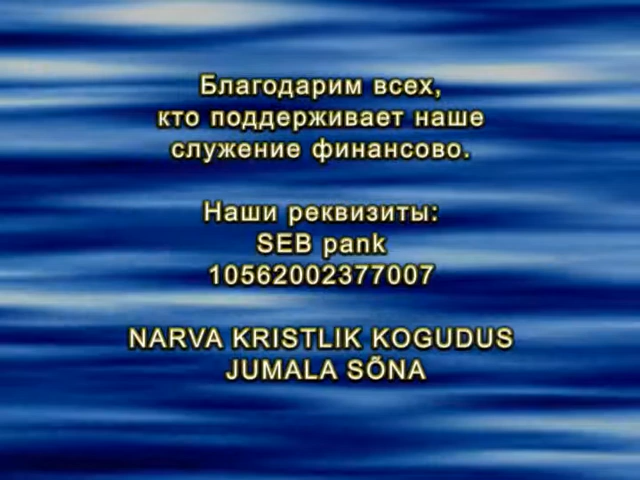 Благодарим всех,
кто поддерживает наше
служение финансово.
Наши реквизиты:
SEB pank
10562002377007
NARVA KRISTLIK KOGUDUS
JUMALA SÕNA